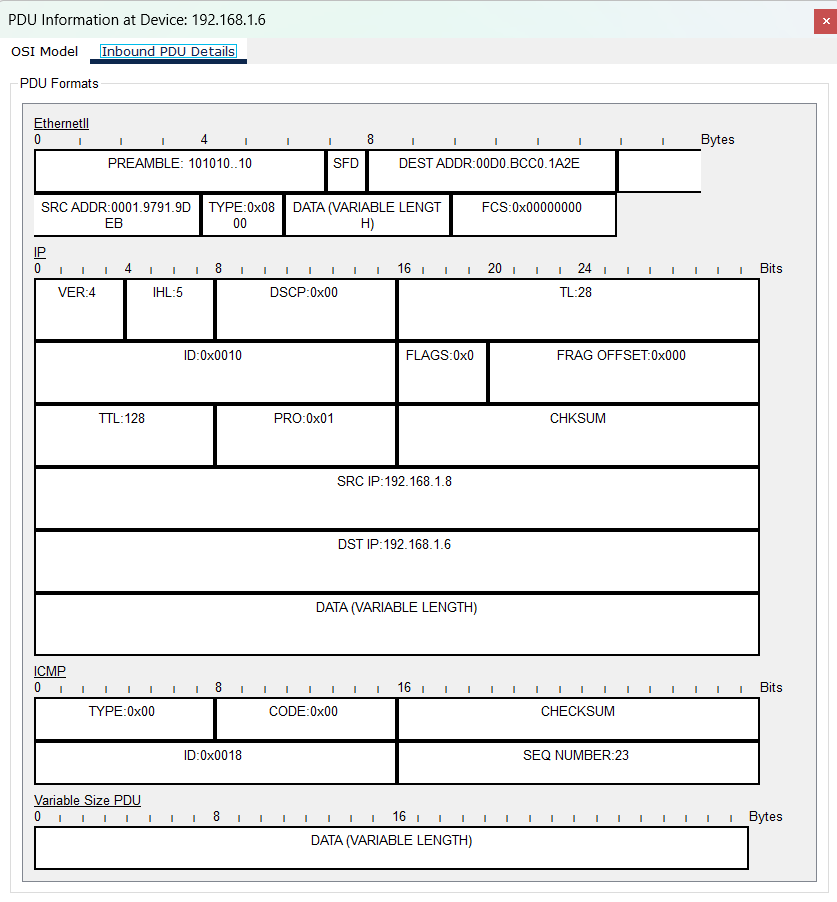 PDU Information at Device: 192.168.1.6
×
OSI Model Inbound PDU Details
PDU Formats
EthernetII
0 4 8 Bytes
PREAMBLE: 101010..10 SFD DEST ADDR:00D0.BCC0.1A2E
SRC ADDR:0001.9791.9D
EB
TYPE:0x08
00
DATA (VARIABLE LENGT
H)
FCS:0x00000000
IP
0 4 8 16 20 24 Bits
VER:4 IHL:5 DSCP:0x00 TL:28
ID:0x0010 FLAGS:0x0 FRAG OFFSET:0x000
TTL:128 PRO:0x01 CHKSUM
SRC IP:192.168.1.8
DST IP:192.168.1.6
DATA (VARIABLE LENGTH)
ICMP
0 8 16 Bits
TYPE:0x00 CODE:0x00 CHECKSUM
ID:0x0018 SEQ NUMBER:23
Variable Size PDU
0 8 16 Bytes
DATA (VARIABLE LENGTH)